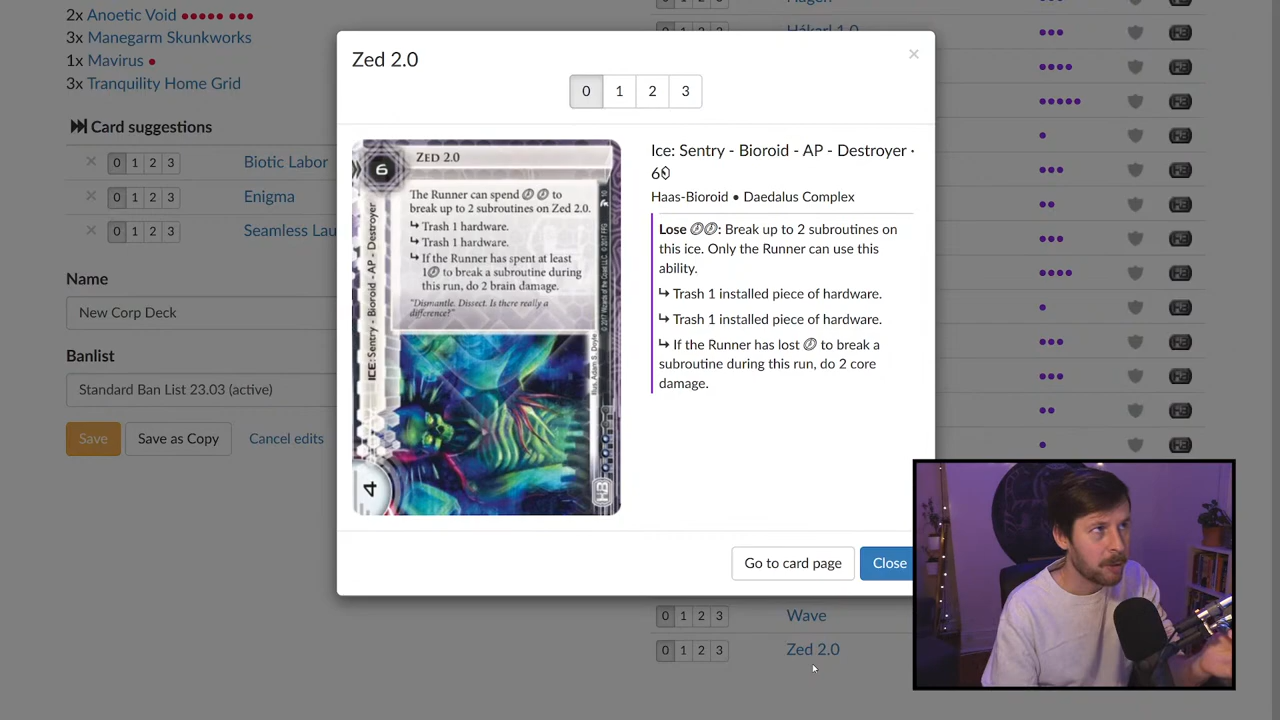 2x Anoetic Void
3x Manegarm Skunkworks
1x Mavirus
3x Tranquility Home Grid
Card suggestions
× 0 1 2 3 Biotic Labor
× 0 1 2 3 Enigma
× 0 1 2 3 Seamless Lau
Name
New Corp Deck
Banlist
Standard Ban List 23.03 (active)
Save Save as Copy Cancel edits
Hagen
Hákarl 1.0
Zed 2.0
×
0 1 2 3
6
ZED 2.0
The Runner can spend to
break up to 2 subroutines on Zed 2.0.
Trash 1 hardware.
Trash 1 hardware.
If the Runner has spent at least
1 to break a subroutine during
this run, do 2 brain damage.
"Dismantle. Dissect. Is there really a
difference?"
ICE: Sentry - Bioroid - AP - Destroyer
Illus. Adam S. Doyle
4
HB
Ice: Sentry - Bioroid - AP - Destroyer ·
6
Haas-Bioroid • Daedalus Complex
Lose : Break up to 2 subroutines on
this ice. Only the Runner can use this
ability.
↳ Trash 1 installed piece of hardware.
↳ Trash 1 installed piece of hardware.
↳ If the Runner has lost to break a
subroutine during this run, do 2 core
damage.
Go to card page Close
0 1 2 3 Wave
0 1 2 3 Zed 2.0